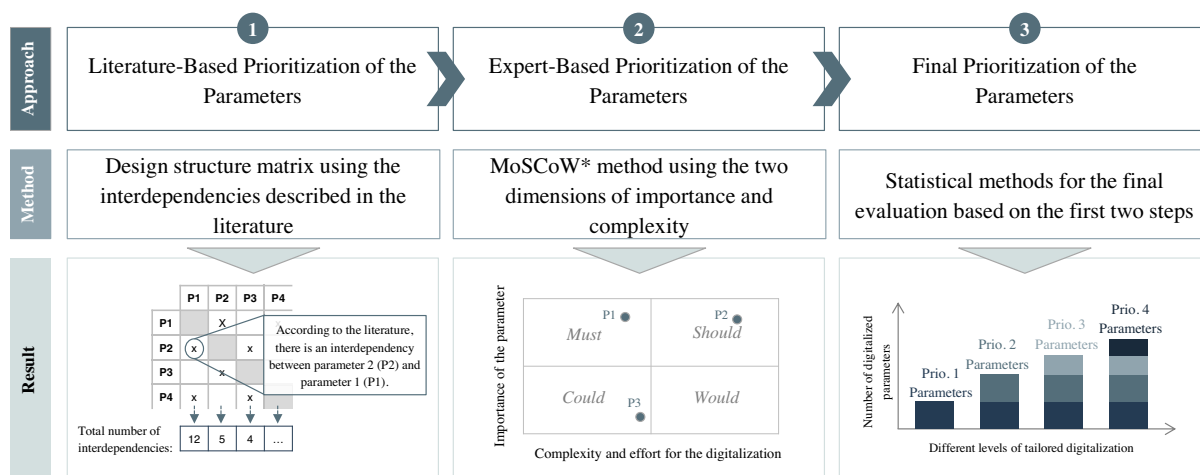 Approach
1
Literature-Based Prioritization of the
Parameters
2
Expert-Based Prioritization of the
Parameters
3
Final Prioritization of the
Parameters
Method
Design structure matrix using the
interdependencies described in the
literature
MoSCoW* method using the two
dimensions of importance and
complexity
Statistical methods for the final
evaluation based on the first two steps
Result
P1 P2 P3 P4
P1 X
P2 x x
P3 x
P4 x x
According to the literature,
there is an interdependency
between parameter 2 (P2) and
parameter 1 (P1).
Total number of
interdependencies:
12 5 4 ...
Importance of the parameter
P1
Must
P2
Should
Could
P3
Would
Complexity and effort for the digitalization
Number of digitalized
parameters
Prio. 1
Parameters
Prio. 2
Parameters
Prio. 3
Parameters
Prio. 4
Parameters
Different levels of tailored digitalization